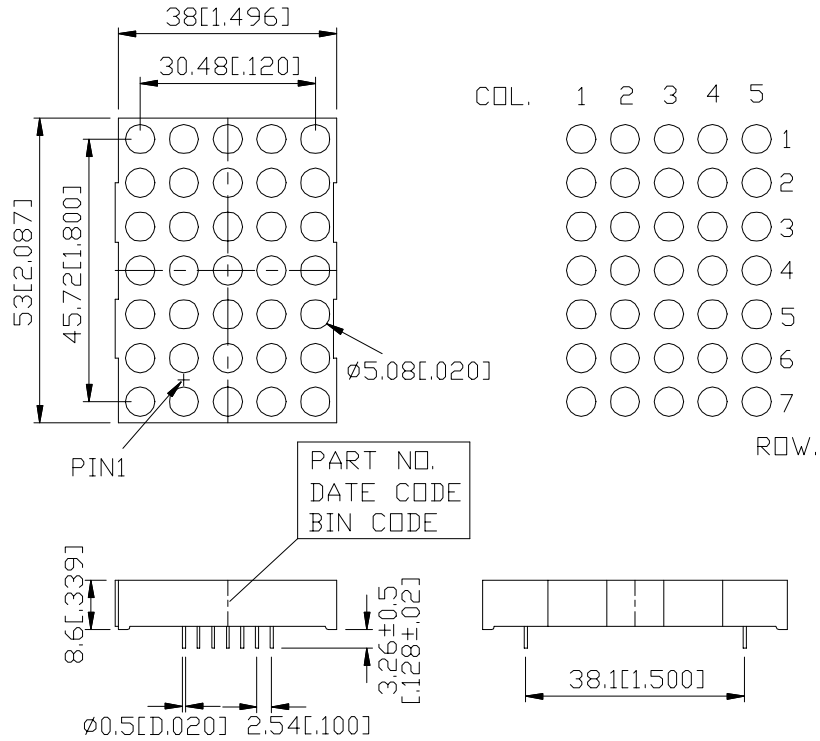 38[1.496]
30.48[.120]
53[2.087]
45.72[1.800]
Ø5.08[.020]
PIN1
COL. 1 2 3 4 5
1
2
3
4
5
6
7
ROW.
PART NO.
DATE CODE
BIN CODE
8.6[.339]
3.26±0.5
[.128±.02]
Ø0.5[D.020]
2.54[.100]
38.1[1.500]